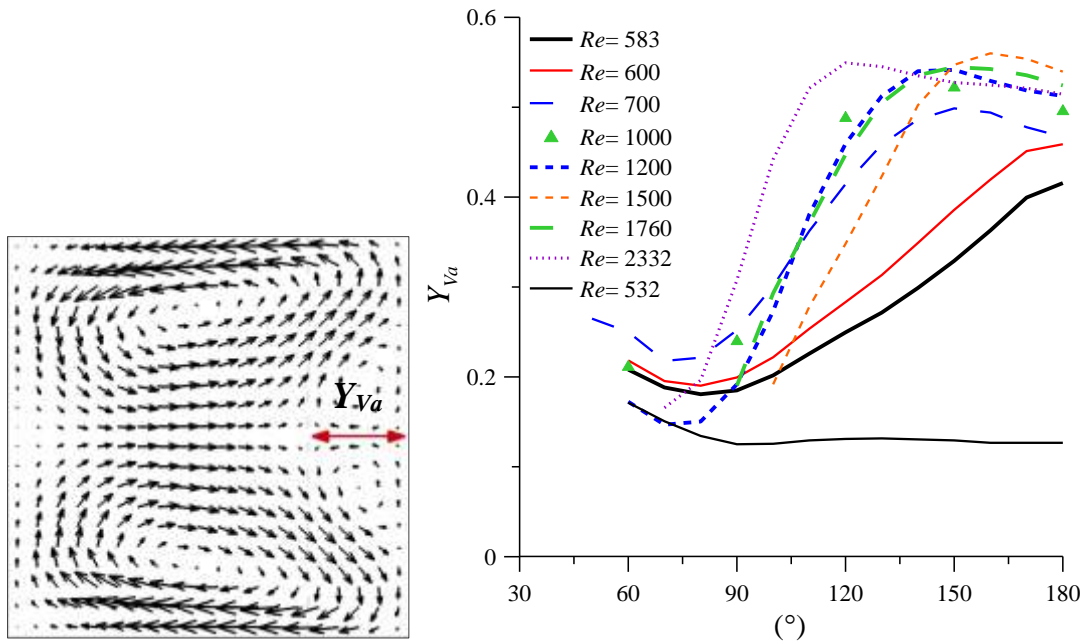 Y_Va
0.6
0.4
0.2
0
Y_Va
Re= 583
Re= 600
Re= 700
Re= 1000
Re= 1200
Re= 1500
Re= 1760
Re= 2332
Re= 532
30 60 90 120 150 180
(°)